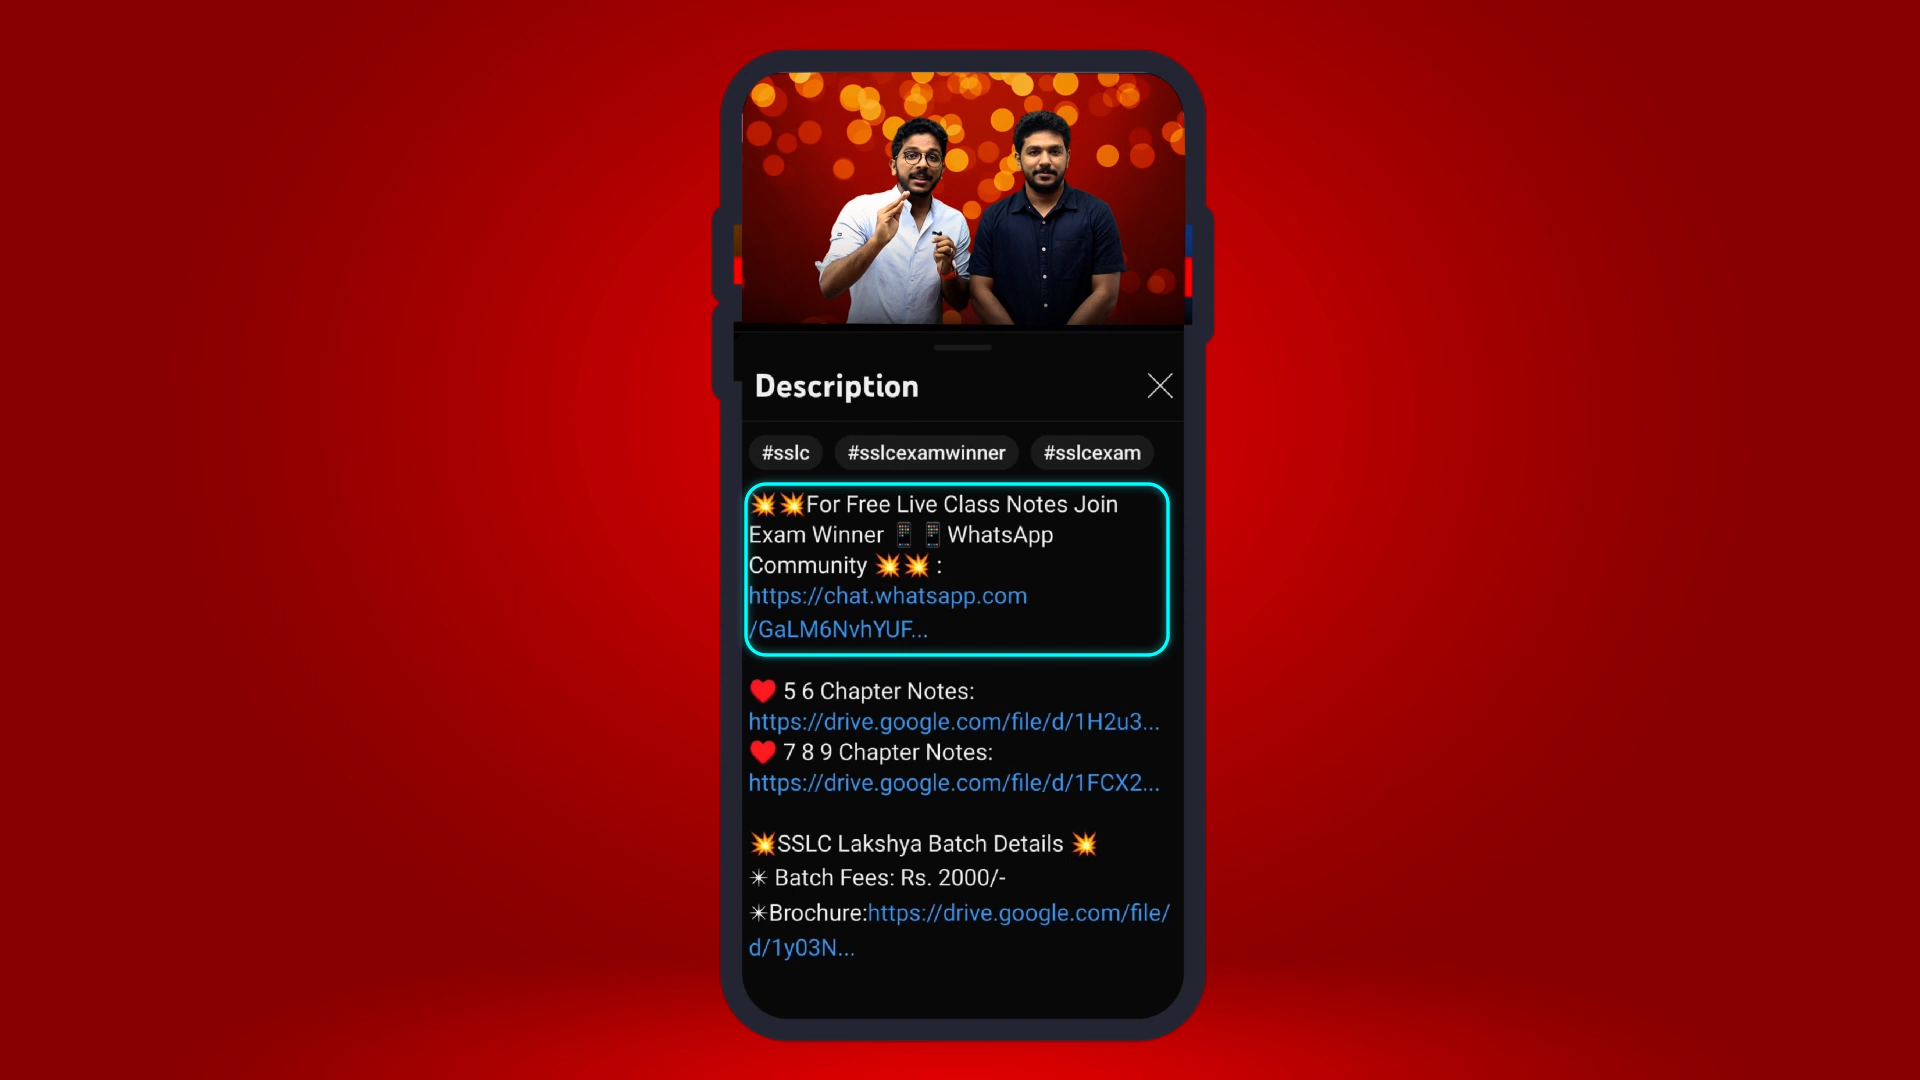 Description
#sslc #sslcexamwinner #sslcexam
💥💥For Free Live Class Notes Join
Exam Winner 📱📱WhatsApp
Community 💥💥 :
https://chat.whatsapp.com
/GaLM6NvhYUF...
❤️ 5 6 Chapter Notes:
https://drive.google.com/file/d/1H2u3...
❤️ 7 8 9 Chapter Notes:
https://drive.google.com/file/d/1FCX2...
💥SSLC Lakshya Batch Details 💥
✴ Batch Fees: Rs. 2000/-
✴Brochure:https://drive.google.com/file/
d/1y03N...